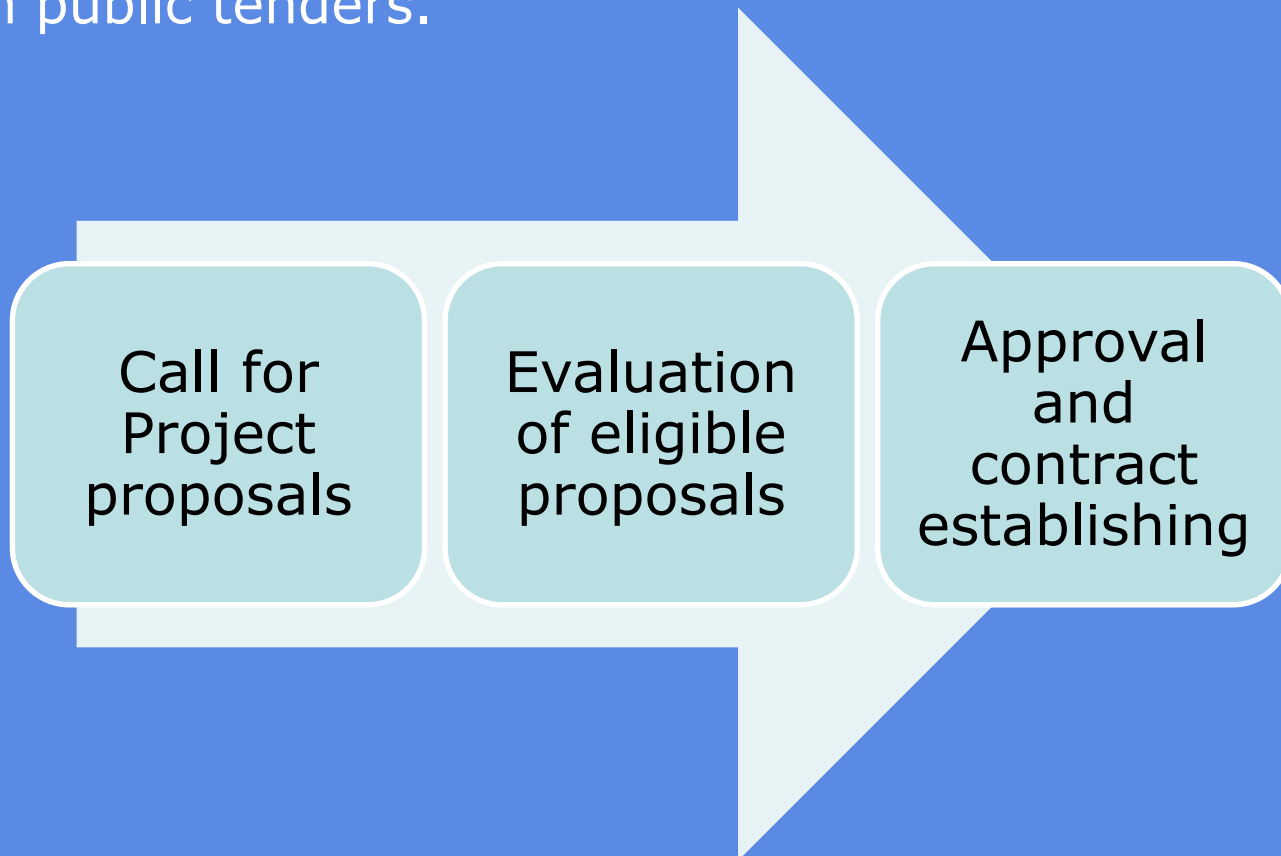 public tenders.
Call for
Project
proposals
Evaluation
of eligible
proposals
Approval
and
contract
establishing